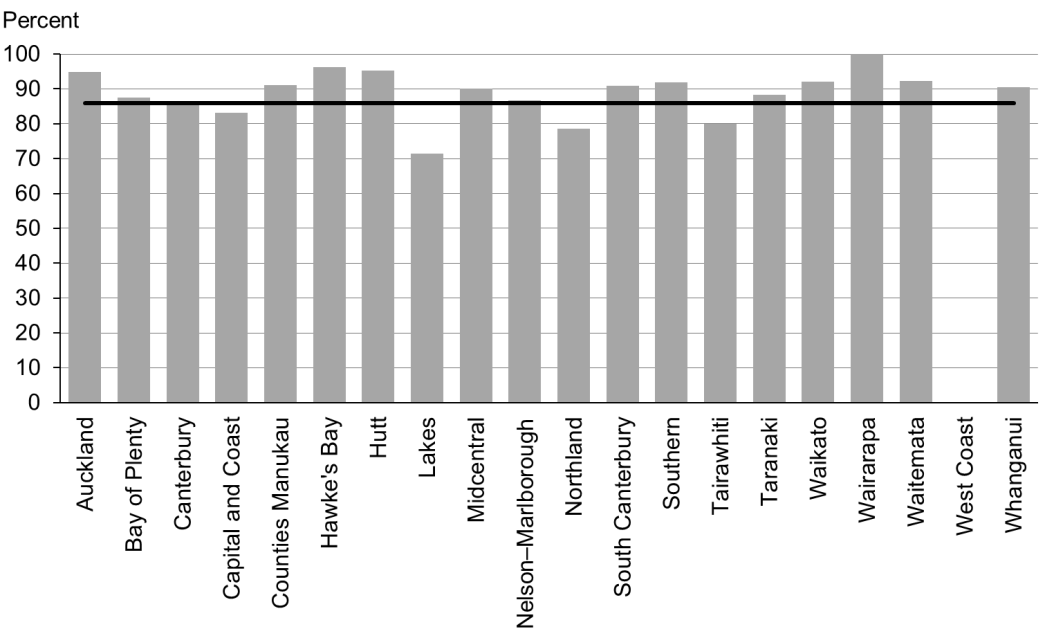 Percent
100
90
80
70
60
50
40
30
20
10
0
Auckland
Bay of Plenty
Canterbury
Capital and Coast
Counties Manukau
Hawke's Bay
Hutt
Lakes
Midcentral
Nelson–Marlborough
Northland
South Canterbury
Southern
Tairawhiti
Taranaki
Waikato
Wairarapa
Waitemata
West Coast
Whanganui